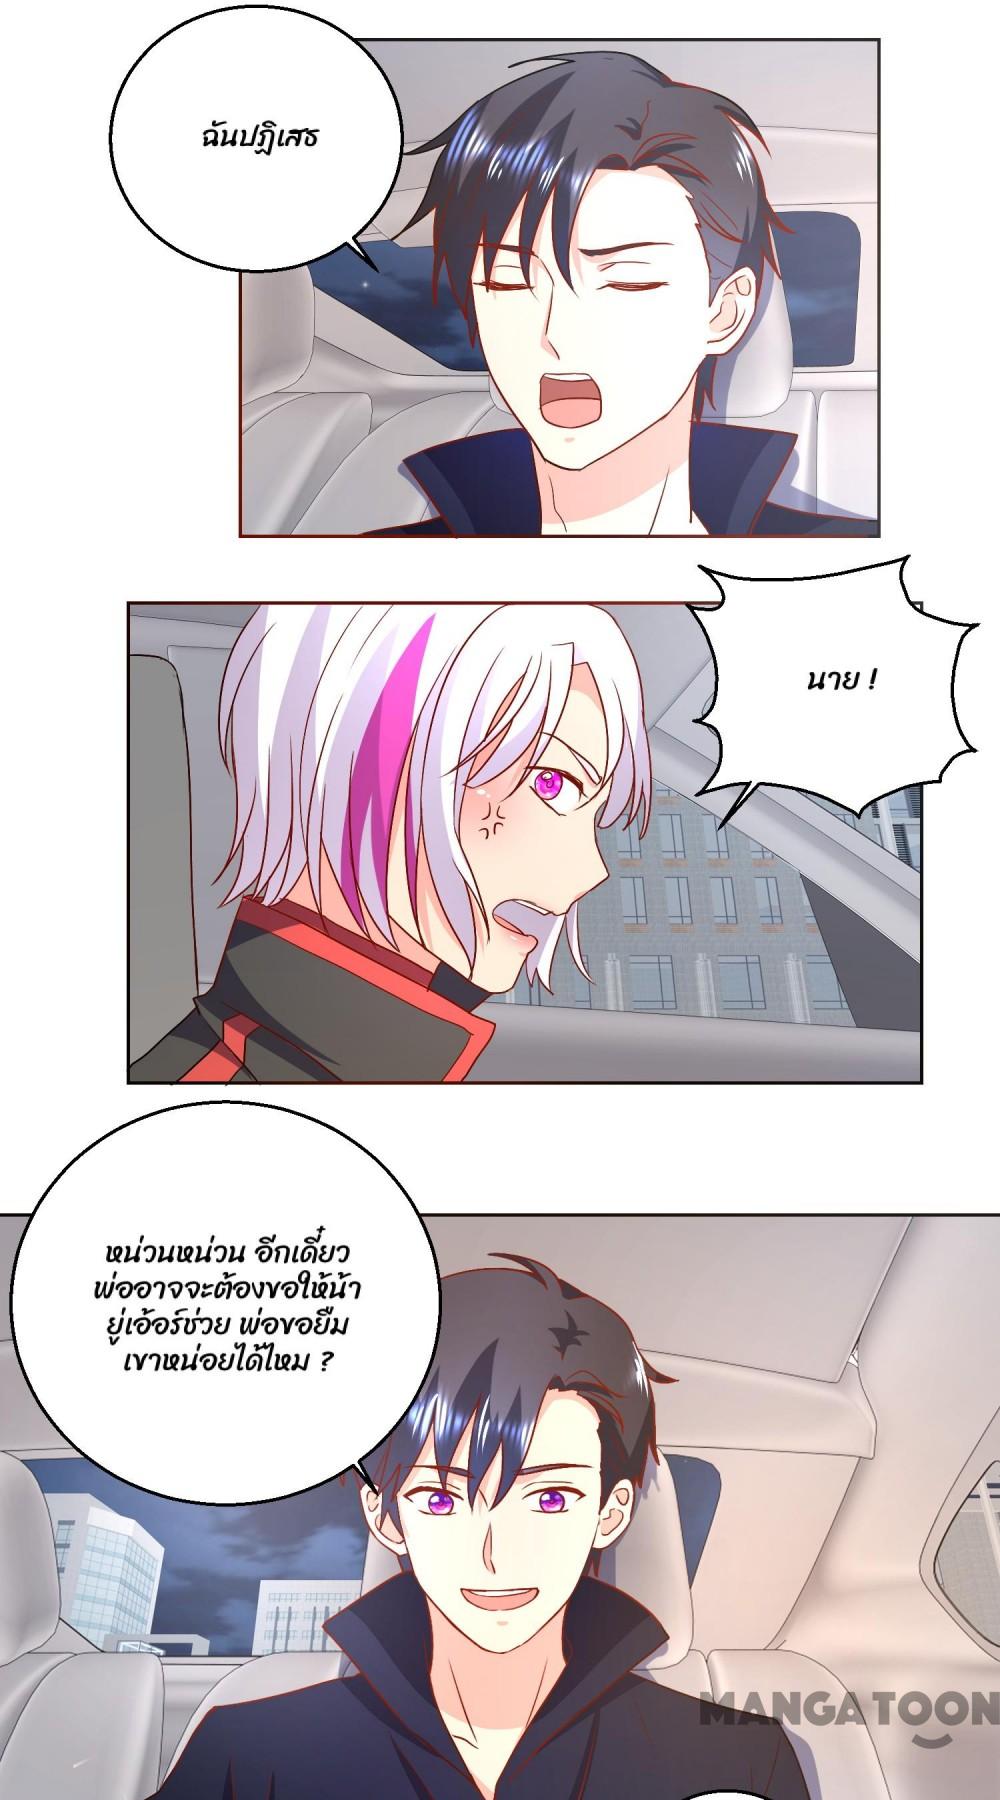 ฉันปฏิเสธ
นาย !
หน่วนหน่วน อีกเดี๋ยว
พ่ออาจจะต้องขอให้น้า
ยู่เอ้อร์ช่วย พ่อขอยืม
เขาหน่อยได้ไหม ?
MANGATOON